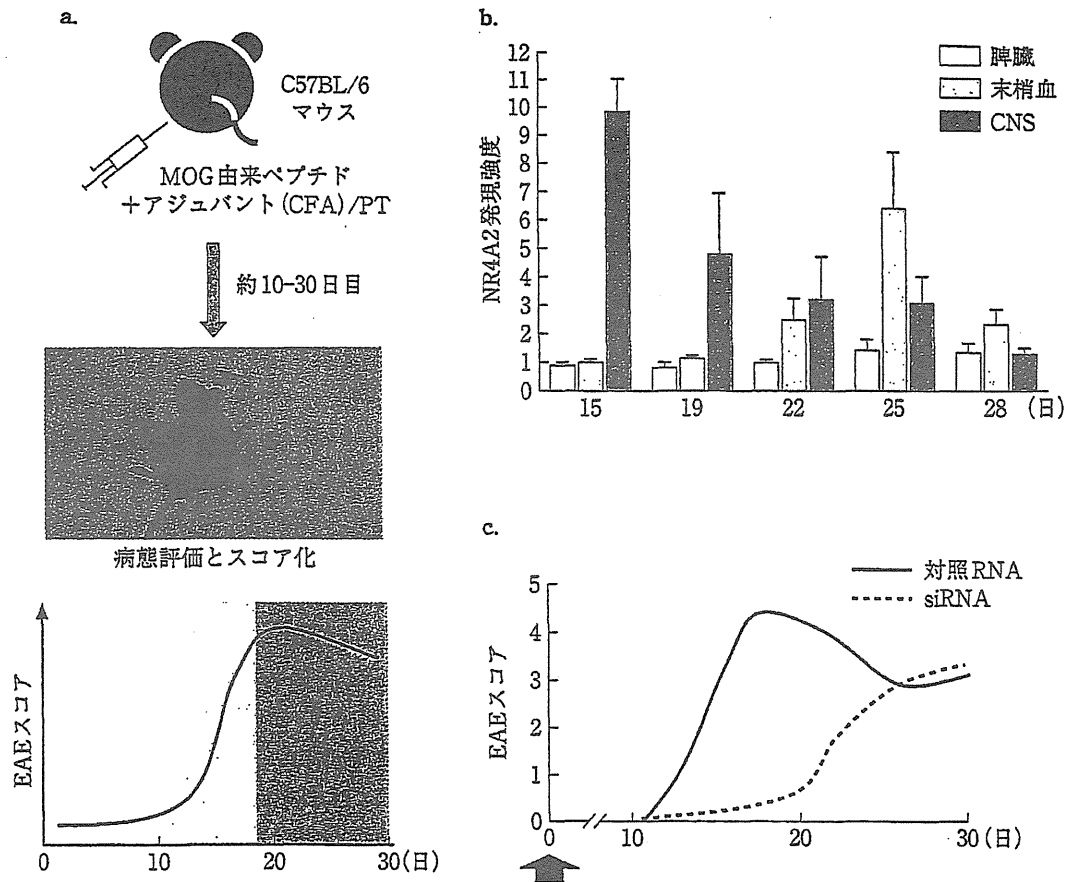 a.
C57BL/6
マウス
MOG由来ペプチド
+アジュバント(CFA)/PT
約10-30日目
病態評価とスコア化
EAEスコア
0 10 20 30(日)
b.
NR4A2発現強度
12
11
10
9
8
7
6
5
4
3
2
1
0
脾臓
末梢血
CNS
15 19 22 25 28 (日)
c.
対照RNA
siRNA
EAEスコア
5
4
3
2
1
0
0 10 20 30(日)